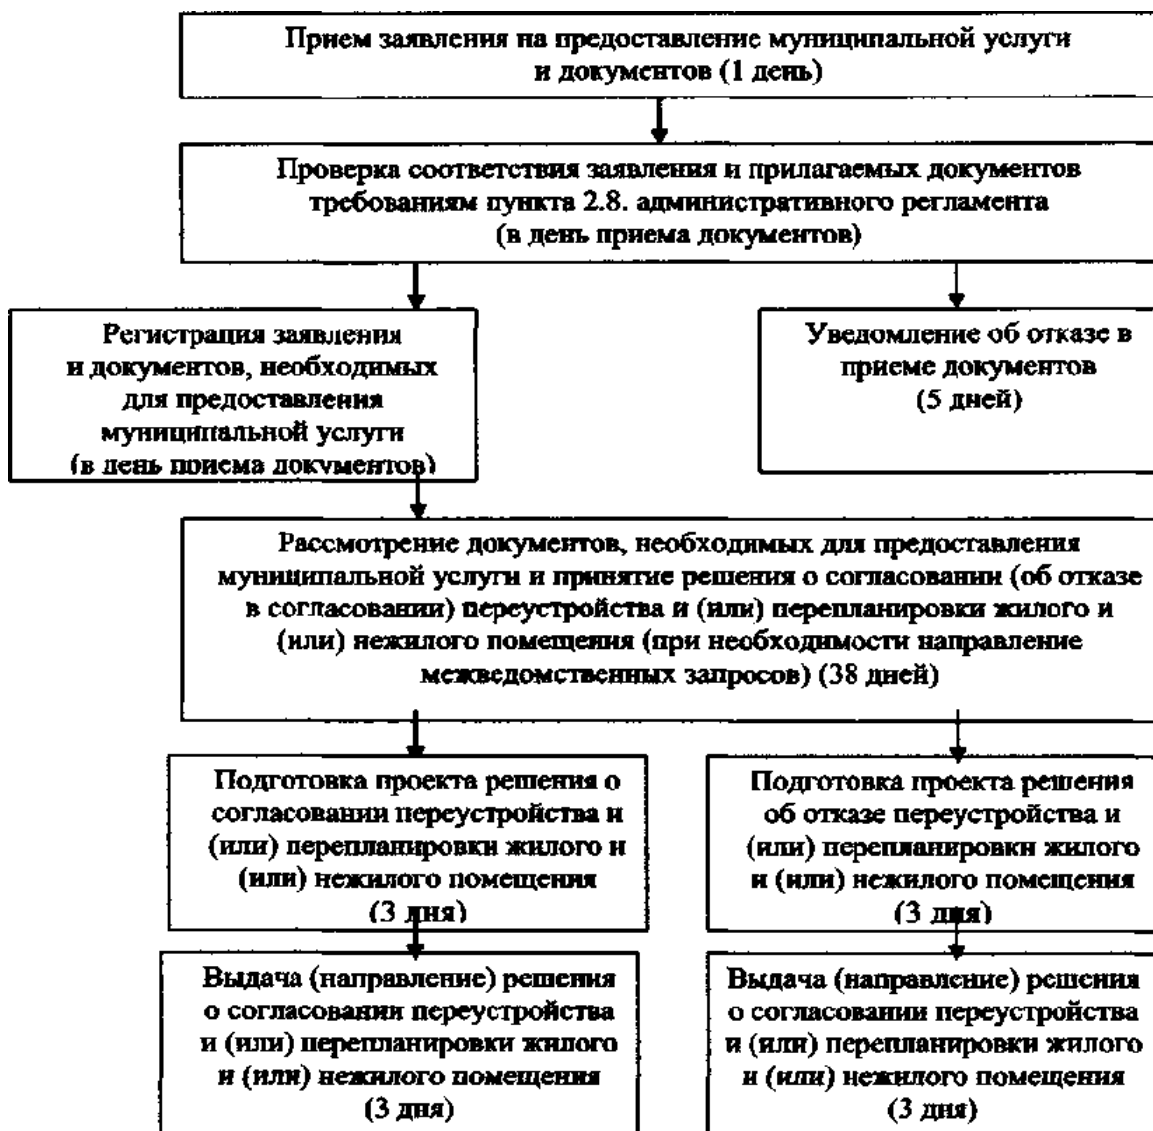 Прием заявления на предоставление муниципальной услуги
и документов (1 день)
Проверка соответствия заявления и прилагаемых документов
требованиям пункта 2.8. административного регламента
(в день приема документов)
Регистрация заявления
и документов, необходимых
для предоставления
муниципальной услуги
(в день приема документов)
Уведомление об отказе в
приеме документов
(5 дней)
Рассмотрение документов, необходимых для предоставления
муниципальной услуги и принятие решения о согласовании (об отказе
в согласовании) переустройства и (или) перепланировки жилого и
(или) нежилого помещения (при необходимости направление
межведомственных запросов) (38 дней)
Подготовка проекта решения о
согласовании переустройства и
(или) перепланировки жилого и
(или) нежилого помещения
(3 дня)
Подготовка проекта решения
об отказе переустройства и
(или) перепланировки жилого
и (или) нежилого помещения
(3 дня)
Выдача (направление) решения
о согласовании переустройства
и (или) перепланировки жилого
и (или) нежилого помещения
(3 дня)
Выдача (направление) решения
о согласовании переустройства
и (или) перепланировки жилого
и (или) нежилого помещения
(3 дня)